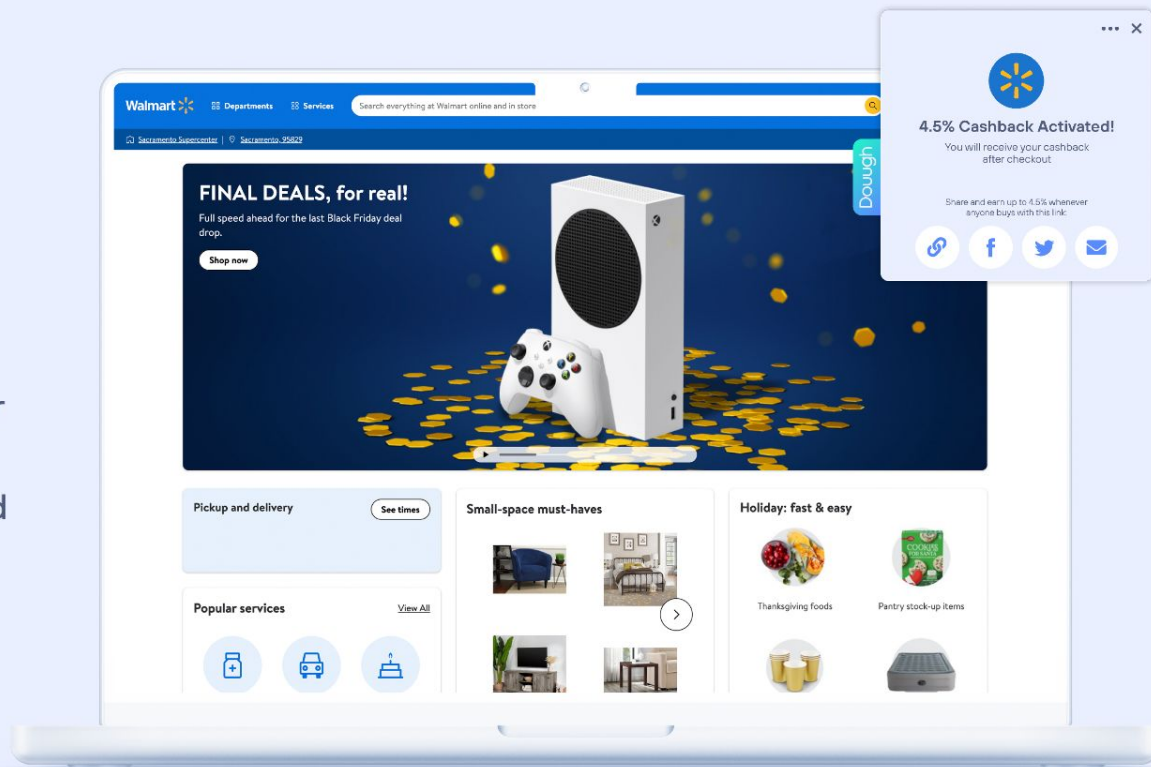 Walmart
Departments
Services
Search everything at Walmart online and in store
Sacramento Supercenter | Sacramento, 95829
FINAL DEALS, for real!
Full speed ahead for the last Black Friday deal
drop.
Shop now
Douugh
4.5% Cashback Activated!
You will receive your cashback
after checkout
Share and earn up to 4.5% whenever
anyone buys with this link:
Pickup and delivery
See times
Popular services
View All
Small-space must-haves
Holiday: fast & easy
COOKIES
FOR SANTA
Thanksgiving foods
Pantry stock-up items